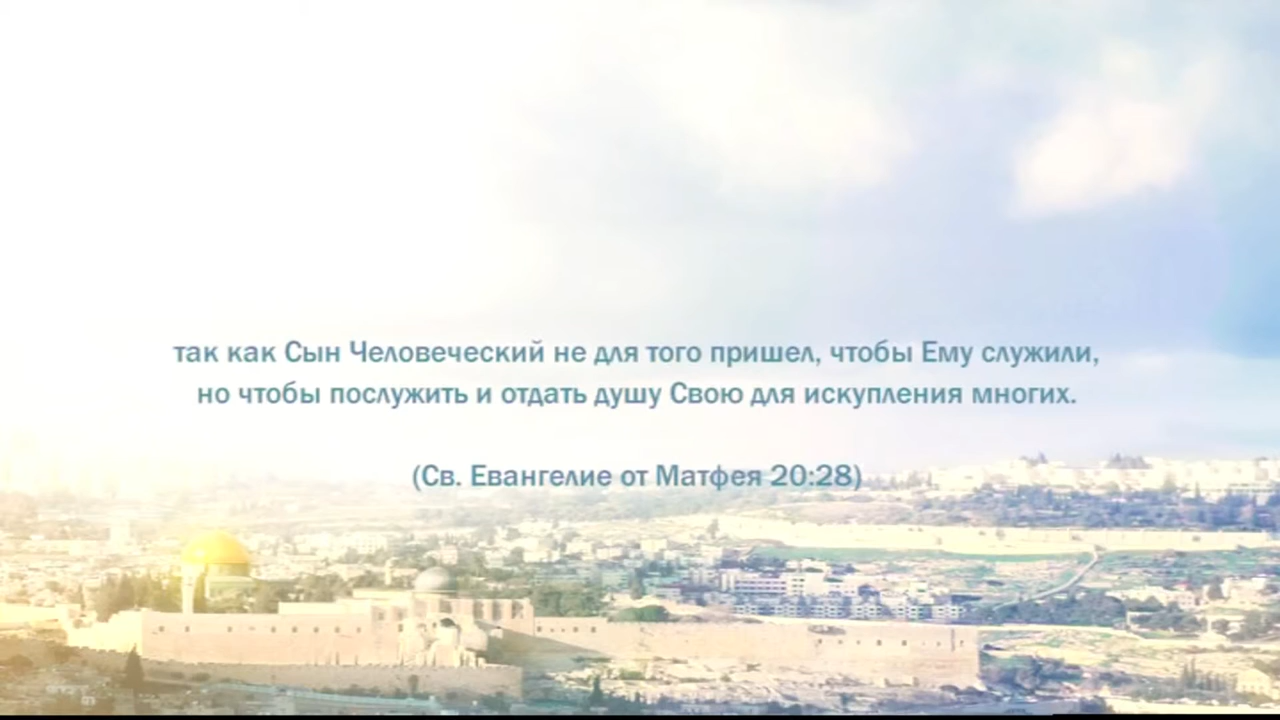 так как Сын Человеческий не для того пришел, чтобы Ему служили,
но чтобы послужить и отдать душу Свою для искупления многих.
(Св. Евангелие от Матфея 20:28)